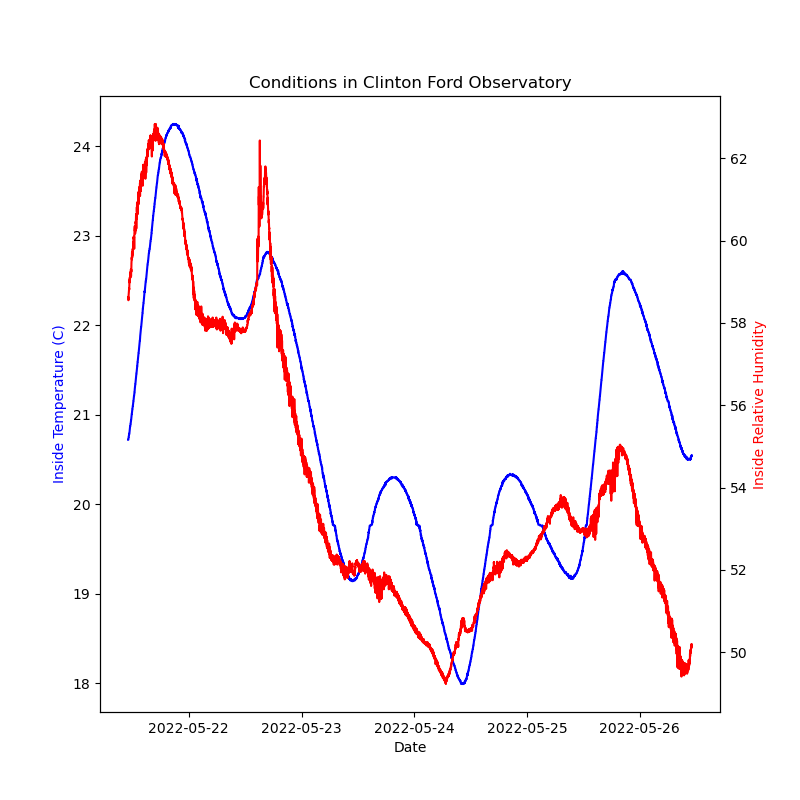 Conditions in Clinton Ford Observatory
Inside Temperature (C)
24
23
22
21
20
19
18
62
60
58
56
54
52
50
Inside Relative Humidity
2022-05-22 2022-05-23 2022-05-24 2022-05-25 2022-05-26
Date